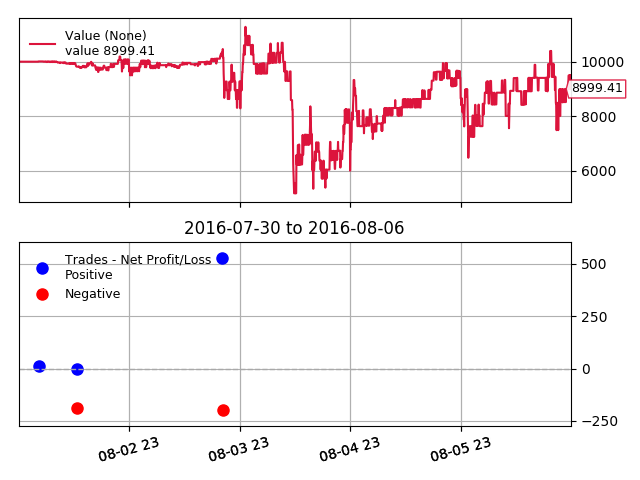 Value (None)
value 8999.41
10000
8999.41
8000
6000
2016-07-30 to 2016-08-06
Trades - Net Profit/Loss
Positive
Negative
500
250
0
−250
08-02 23
08-03 23
08-04 23
08-05 23